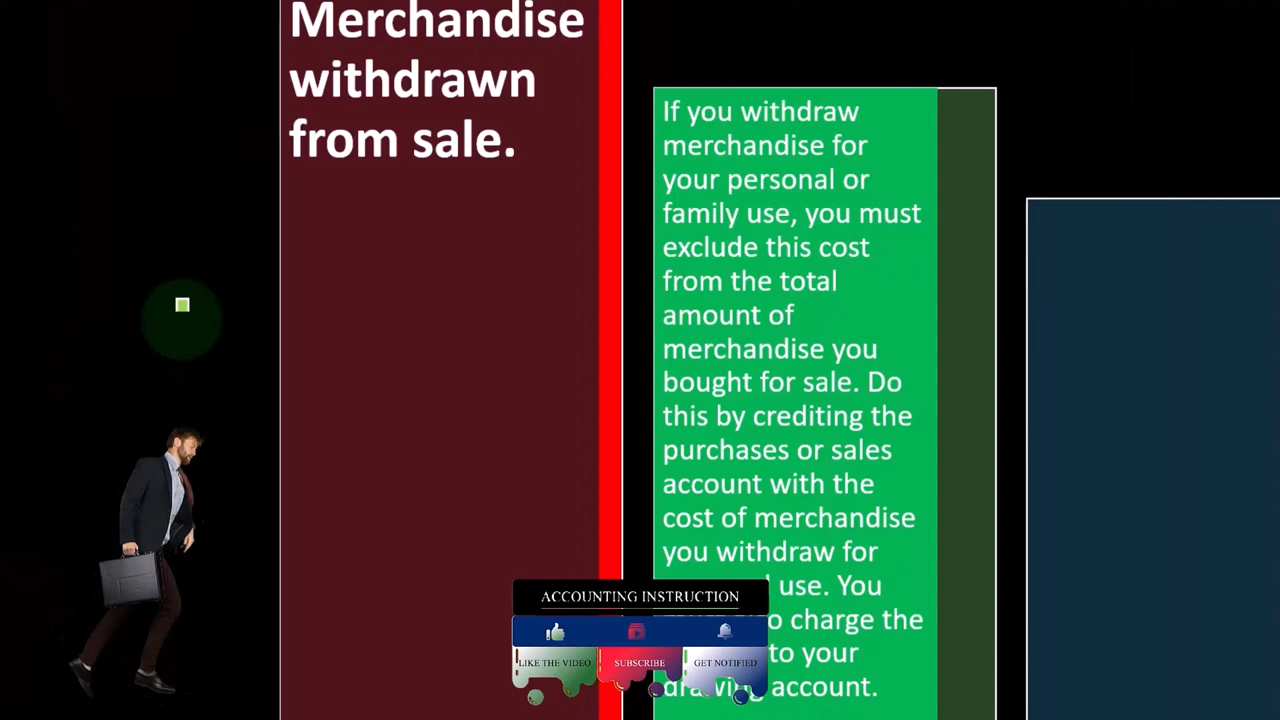 Merchandise
withdrawn
from sale.
If you withdraw
merchandise for
your personal or
family use, you must
exclude this cost
from the total
amount of
merchandise you
bought for sale. Do
this by crediting the
purchases or sales
account with the
cost of merchandise
you withdraw for
use. You
charge the
to your
drawing account.
ACCOUNTING INSTRUCTION
LIKE THE VIDEO
SUBSCRIBE
GET NOTIFIED